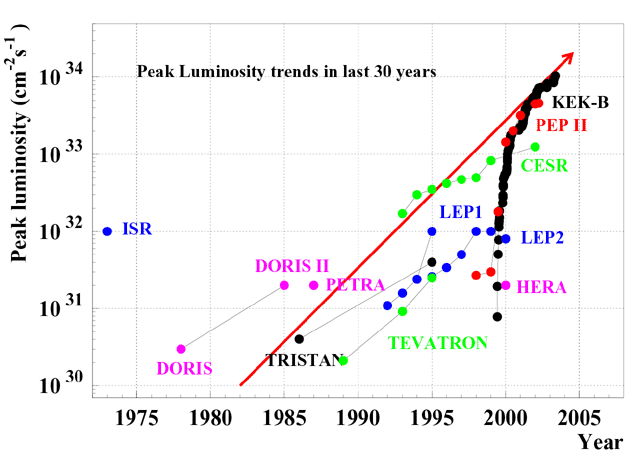 Peak luminosity (cm-2s-1)
10 34
10 33
10 32
10 31
10 30
Peak Luminosity trends in last 30 years
KEK-B
PEP II
CESR
LEP1
ISR
LEP2
DORIS II
PETRA
HERA
TEVATRON
TRISTAN
DORIS
1975 1980 1985 1990 1995 2000 2005
Year